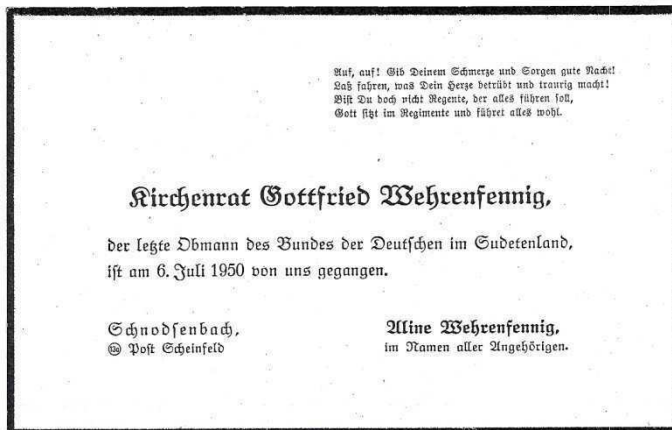 Auf, auf! Gib Deinem Schmerze und Sorgen gute Nacht!
Laß fahren, was Dein Herze betrübt und traurig macht!
Bist Du doch nicht Regente, der alles führen soll,
Gott sitzt im Regimente und führet alles wohl.
Kirchenrat Gottfried Wehrenfennig,
der letzte Obmann des Bundes der Deutschen im Sudetenland,
ist am 6. Juli 1950 von uns gegangen.
Schnodsenbach,
Post Scheinfeld
Aline Wehrenfennig,
im Namen aller Angehörigen.